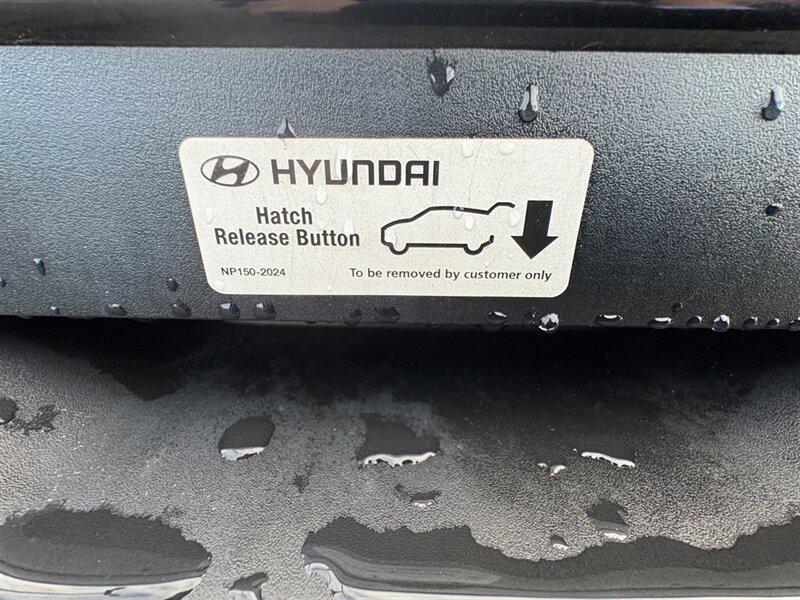 HYUNDAI
Hatch
Release Button
NP150-2024 To be removed by customer only